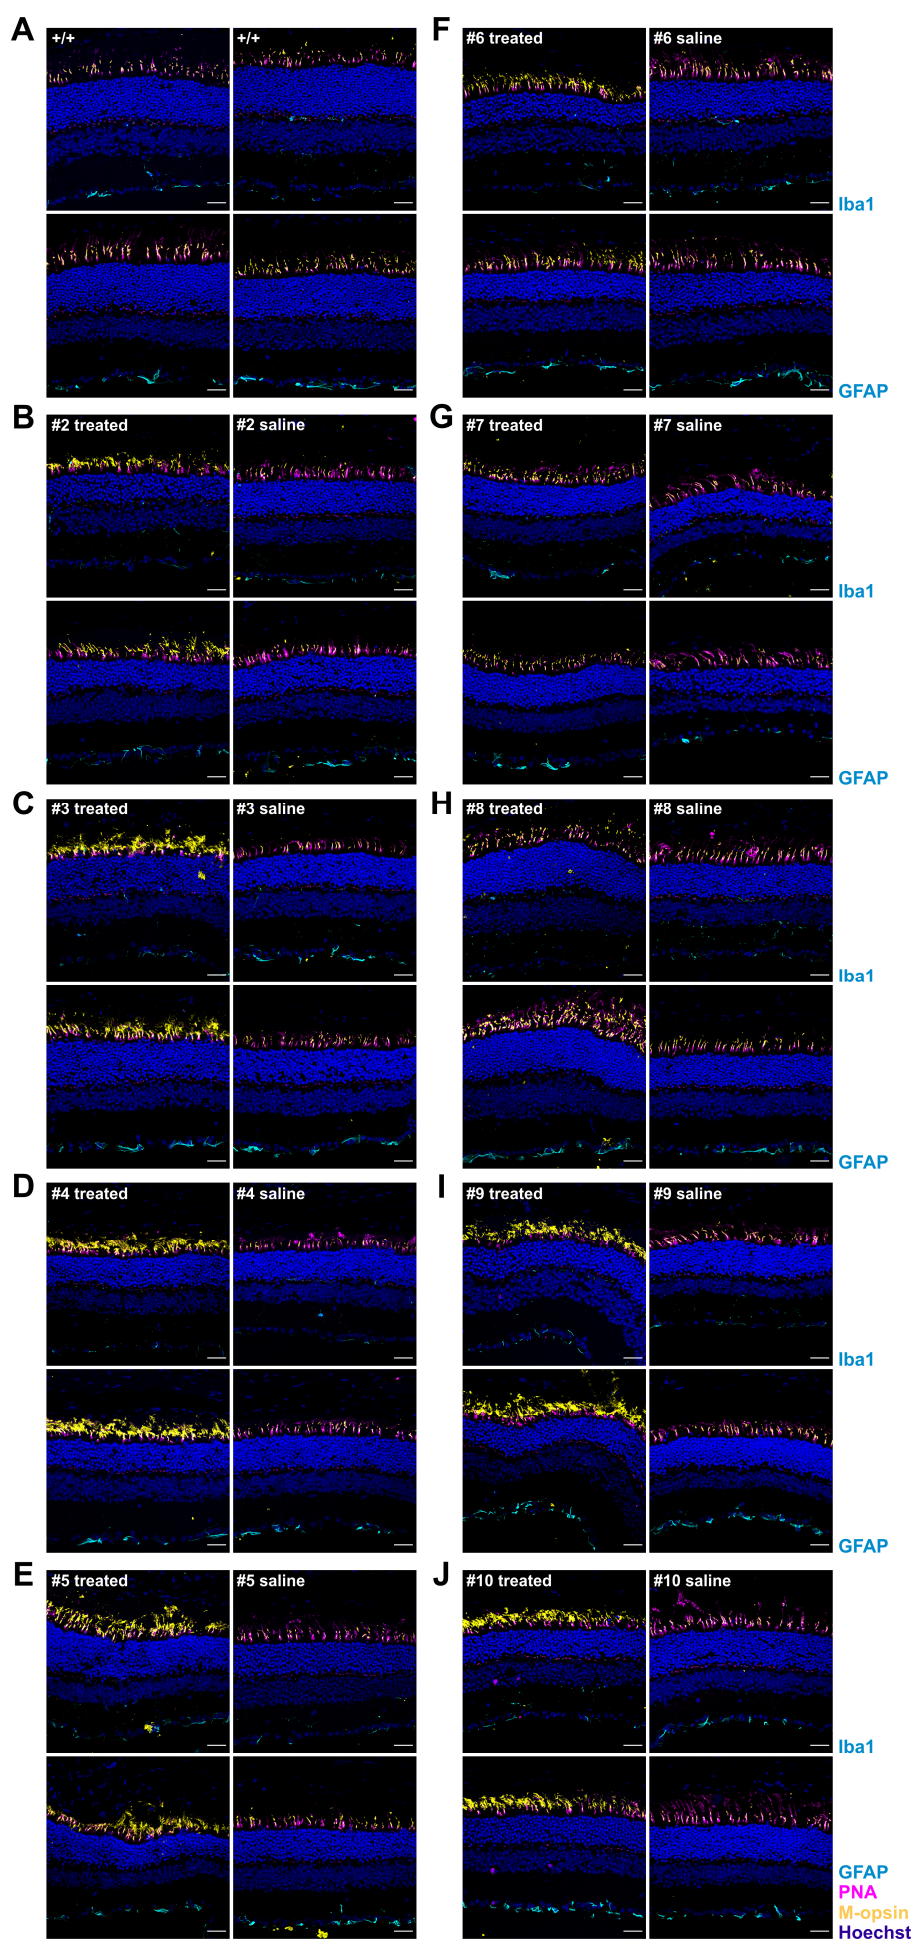 A
+/+
+/+
Iba1
GFAP
B
#2 treated
#2 saline
C
#3 treated
#3 saline
D
#4 treated
#4 saline
E
#5 treated
#5 saline
F
#6 treated
#6 saline
Iba1
GFAP
G
#7 treated
#7 saline
Iba1
GFAP
H
#8 treated
#8 saline
Iba1
GFAP
I
#9 treated
#9 saline
Iba1
GFAP
J
#10 treated
#10 saline
Iba1
GFAP
PNA
M-opsin
Hoechst